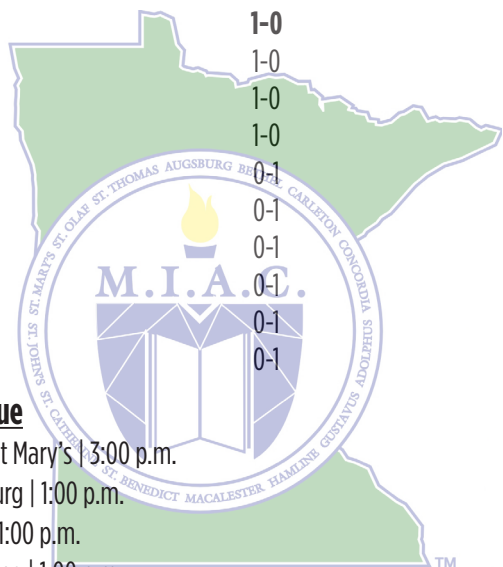 1-0
1-0
1-0
1-0
0-1
0-1
0-1
0-1
0-1
0-1
ST. JOHN'S ST. MARY'S ST. OLAF ST. THOMAS AUGSBURG BETHEL CARLETON CONCORDIA
M.I.A.C.
ST. CATHERINE ST. BENEDICT MACALESTER HAMLINE GUSTAVUS ADOLPHUS
ue
t Mary's | 3:00 p.m.
urg | 1:00 p.m.
1:00 p.m.
| 1:00 p.m.
TM